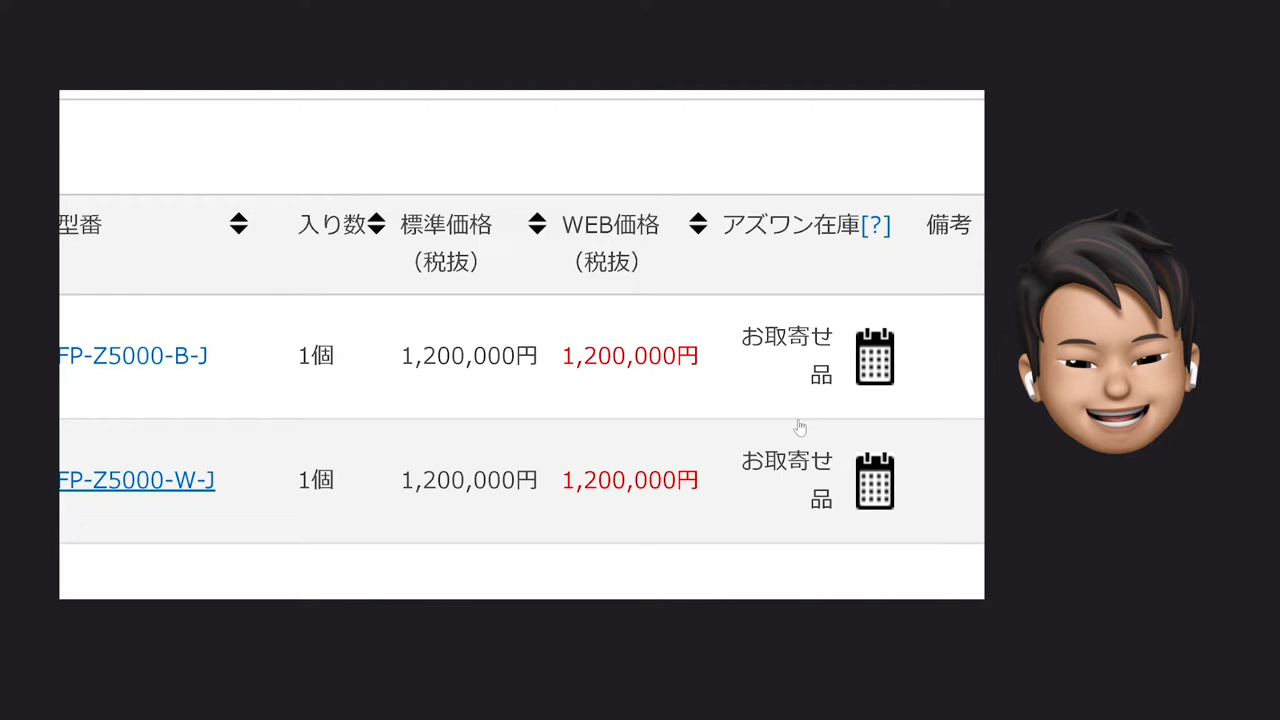 型番 入り数 標準価格 WEB価格 アズワン在庫[?] 備考
（税抜） （税抜）
FP-Z5000-B-J 1個 1,200,000円 1,200,000円 お取寄せ
品
FP-Z5000-W-J 1個 1,200,000円 1,200,000円 お取寄せ
品